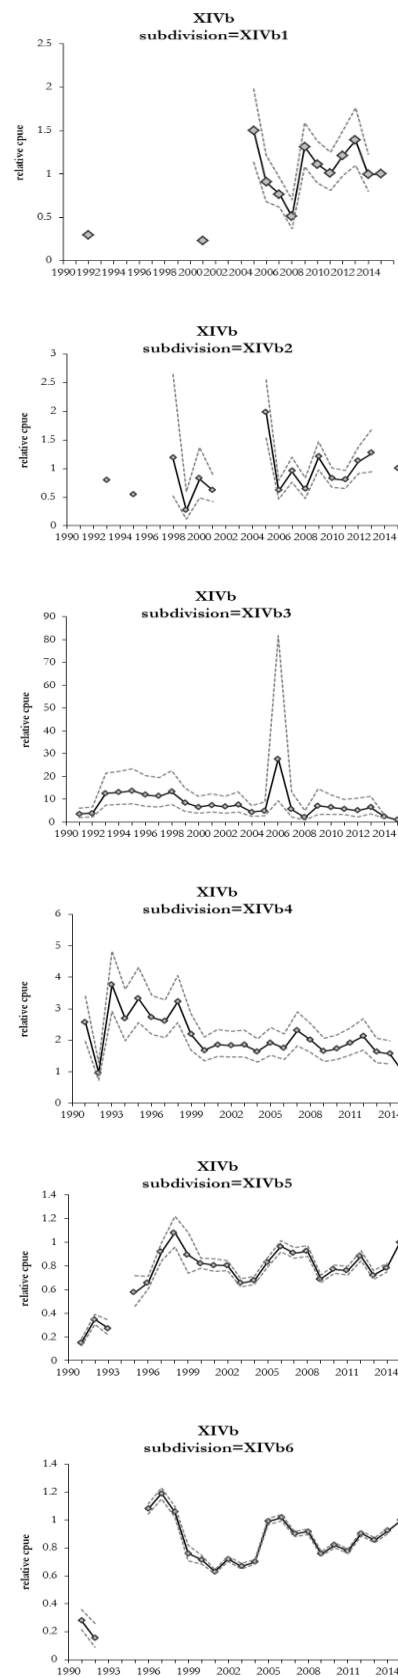 XIVb
subdivision=XIVb1
2.5
2
1.5
1
0.5
0
relative cpue
1990 1992 1994 1996 1998 2000 2002 2004 2006 2008 2010 2012 2014
XIVb
subdivision=XIVb2
3
2.5
2
1.5
1
0.5
0
relative cpue
1990 1992 1994 1996 1998 2000 2002 2004 2006 2008 2010 2012 2014
XIVb
subdivision=XIVb3
90
80
70
60
50
40
30
20
10
0
relative cpue
1990 1992 1994 1996 1998 2000 2002 2004 2006 2008 2010 2012 2014
XIVb
subdivision=XIVb4
6
5
4
3
2
1
0
relative cpue
1990 1993 1996 1999 2002 2005 2008 2011 2014
XIVb
subdivision=XIVb5
1.4
1.2
1
0.8
0.6
0.4
0.2
0
relative cpue
1990 1993 1996 1999 2002 2005 2008 2011 2014
XIVb
subdivision=XIVb6
1.4
1.2
1
0.8
0.6
0.4
0.2
0
relative cpue
1990 1993 1996 1999 2002 2005 2008 2011 2014